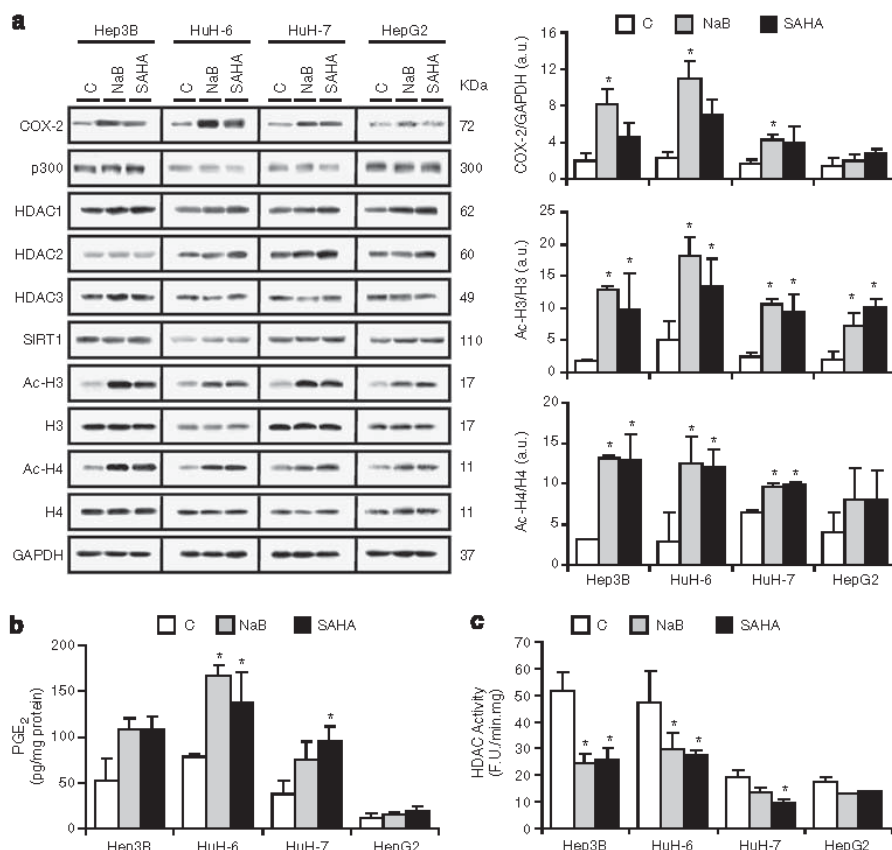 a
Hep3B HuH-6 HuH-7 HepG2
C NaB SAHA C NaB SAHA C NaB SAHA C NaB SAHA KDa
COX-2 72
p300 300
HDAC1 62
HDAC2 60
HDAC3 49
SIRT1 110
Ac-H3 17
H3 17
Ac-H4 11
H4 11
GAPDH 37
C NaB SAHA
COX-2/GAPDH (a.u.)
16
12
8
4
0
* * *
Ac-H3/H3 (a.u.)
25
20
15
10
5
0
* * * * * * * *
Ac-H4/H4 (a.u.)
20
15
10
5
0
* * * * * *
Hep3B HuH-6 HuH-7 HepG2
b
C NaB SAHA
PGE2
(pg/mg protein)
200
150
100
50
0
* * *
Hep3B HuH-6 HuH-7 HepG2
c
C NaB SAHA
HDAC Activity
(F.U./min.mg)
70
60
50
40
30
20
10
0
* * * * *
Hep3B HuH-6 HuH-7 HepG2